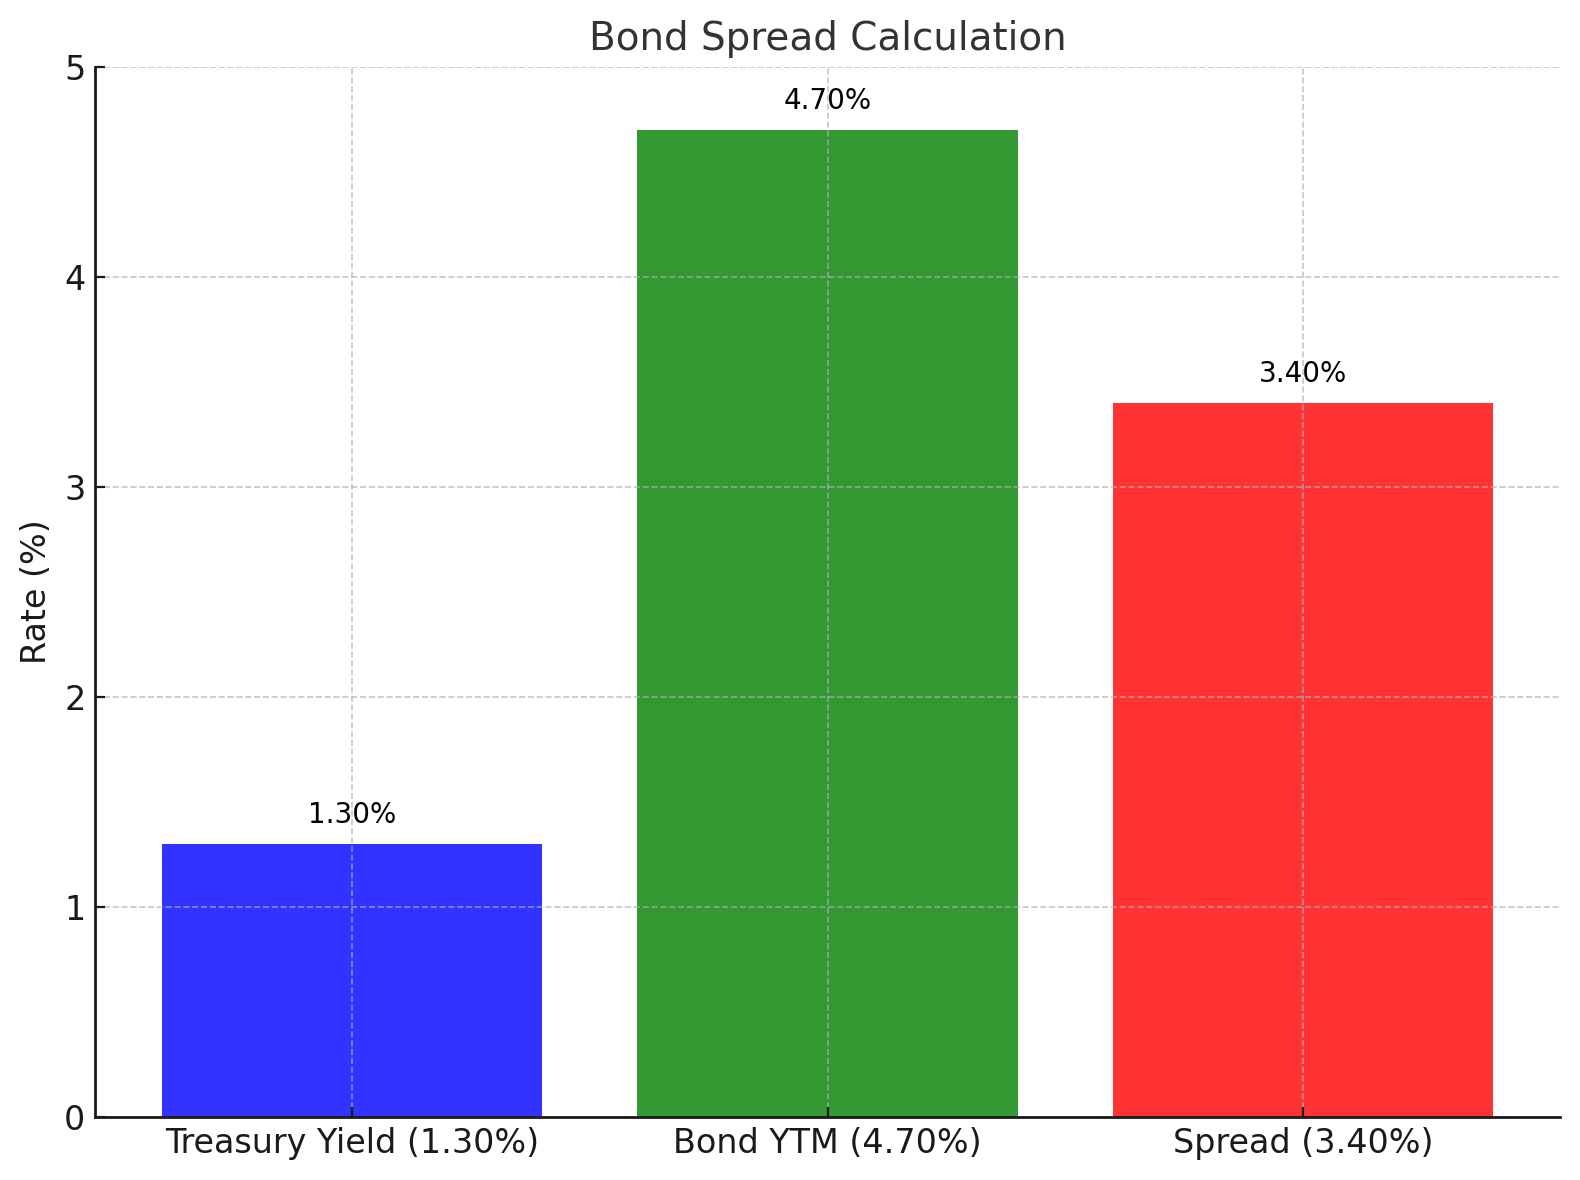 Bond Spread Calculation
5
4
3
2
1
0
Rate (%)
1.30%
4.70%
3.40%
Treasury Yield (1.30%)
Bond YTM (4.70%)
Spread (3.40%)